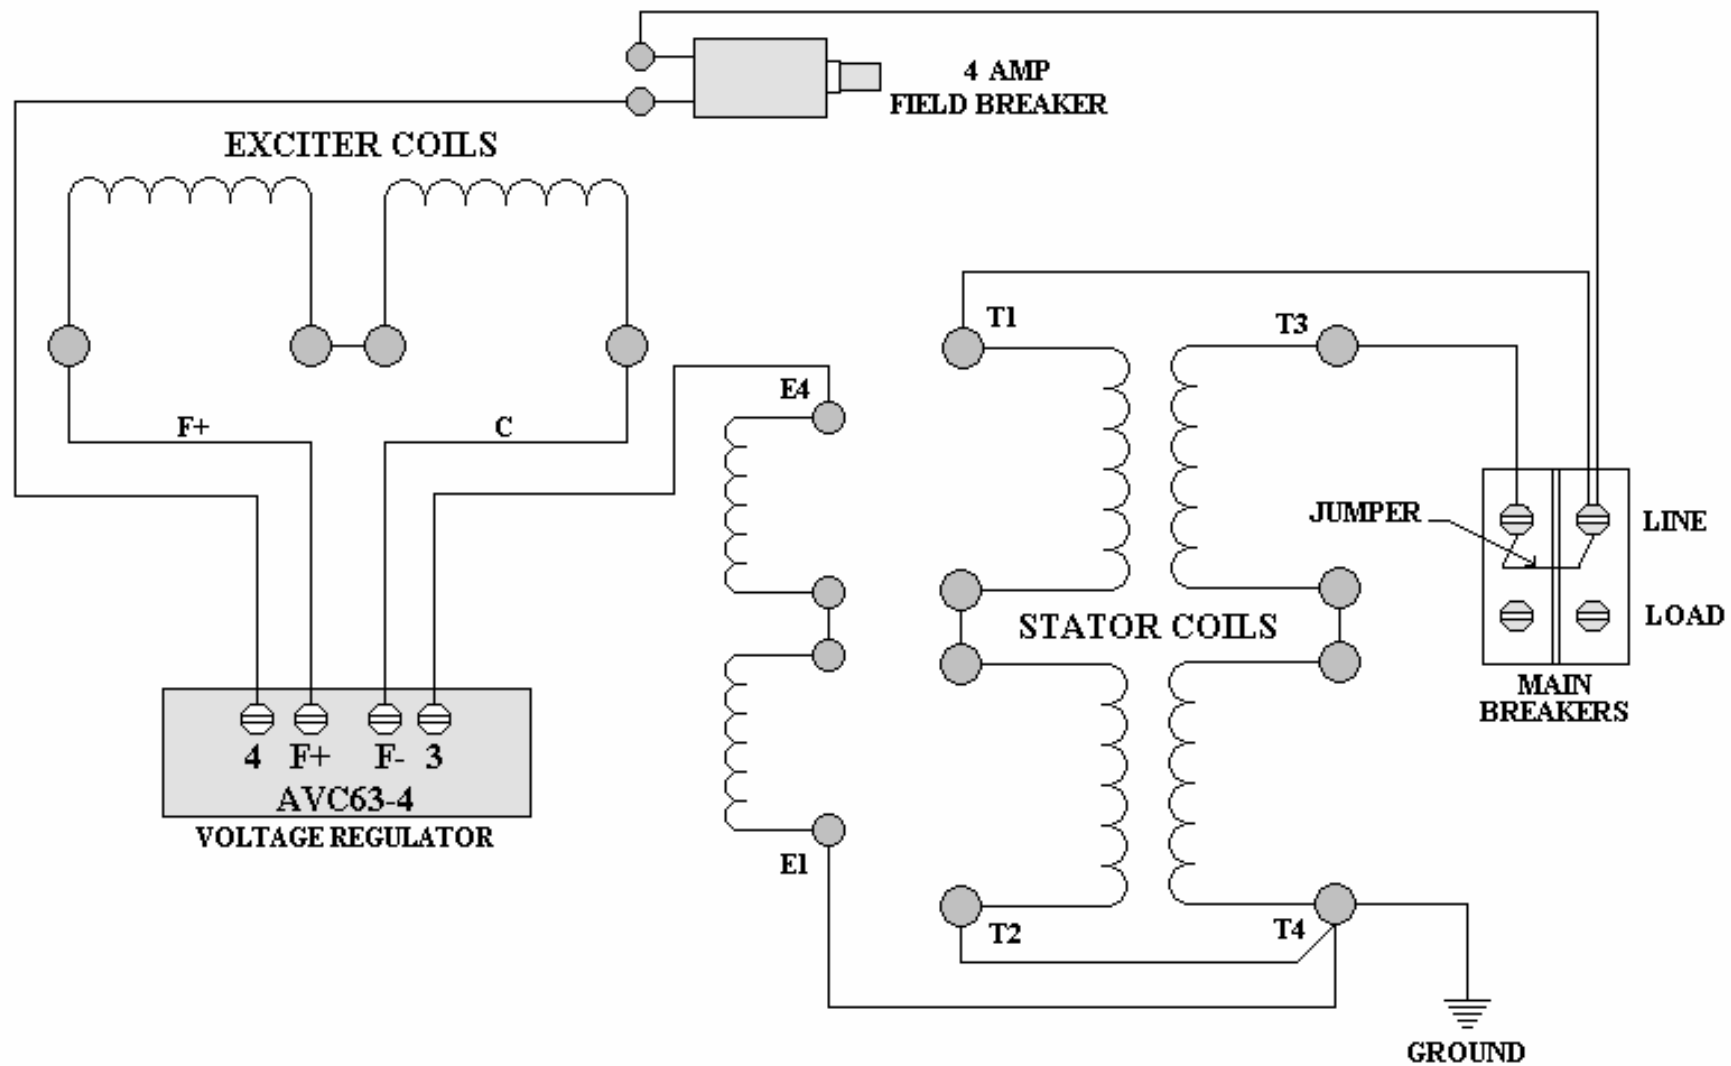 4 AMP
FIELD BREAKER
EXCITER COILS
T1
T3
E4
F+
C
JUMPER
LINE
STATOR COILS
LOAD
MAIN
BREAKERS
4 F+ F- 3
AVC63-4
VOLTAGE REGULATOR
E1
T2
T4
GROUND